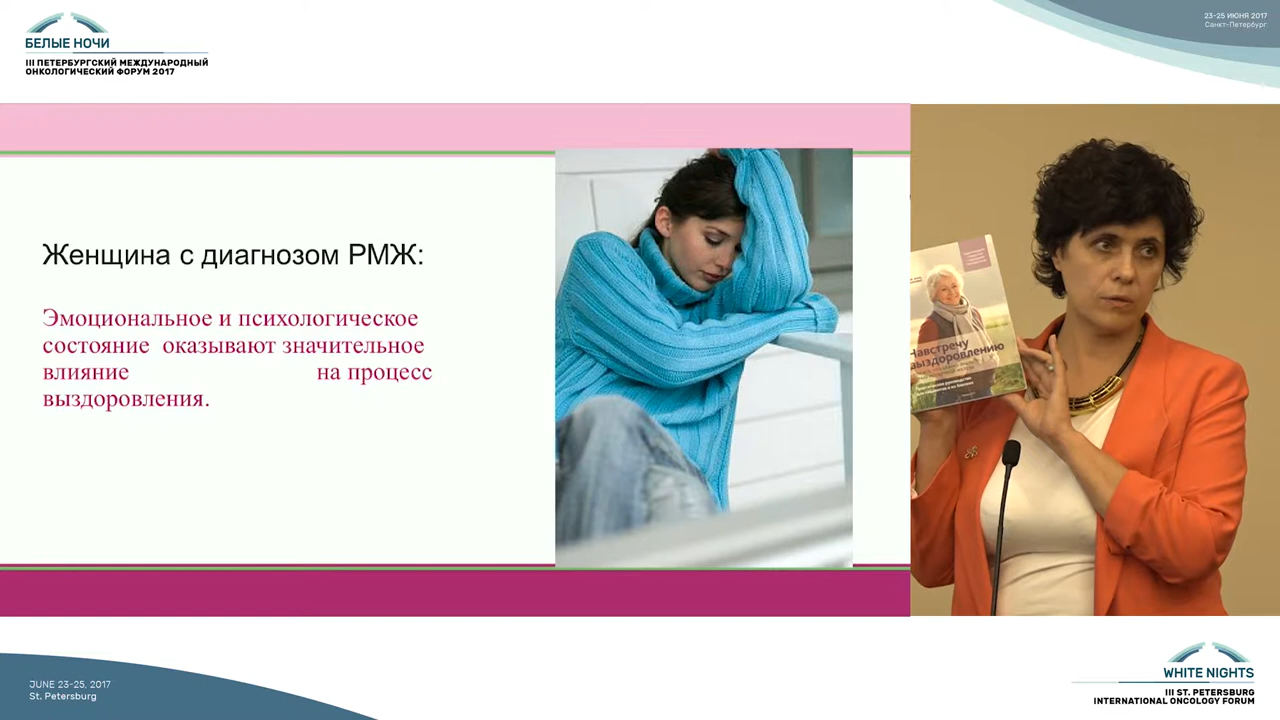 БЕЛЫЕ НОЧИ
III ПЕТЕРБУРГСКИЙ МЕЖДУНАРОДНЫЙ
ОНКОЛОГИЧЕСКИЙ ФОРУМ 2017
23-25 ИЮНЯ 2017
Санкт-Петербург
Женщина с диагнозом РМЖ:
Эмоциональное и психологическое
состояние оказывают значительное
влияние на процесс
выздоровления.
Навстречу
выздоровлению
JUNE 23-25, 2017
St. Petersburg
WHITE NIGHTS
III ST. PETERSBURG
INTERNATIONAL ONCOLOGY FORUM